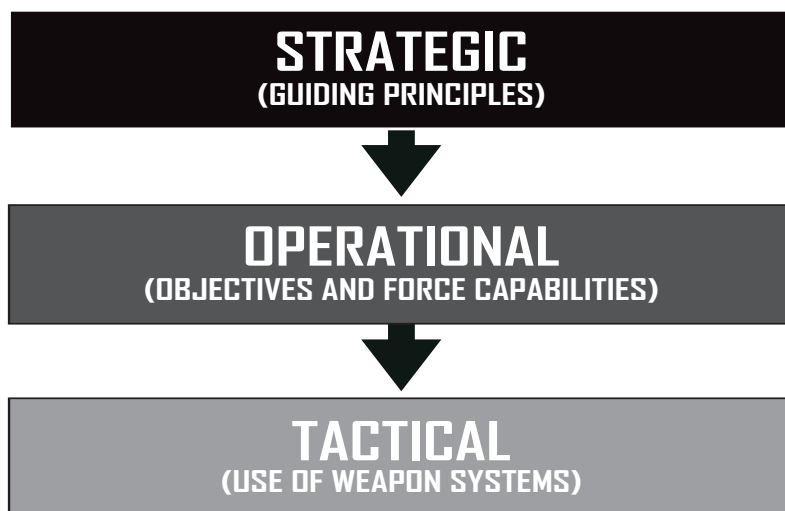 STRATEGIC
(GUIDING PRINCIPLES)
OPERATIONAL
(OBJECTIVES AND FORCE CAPABILITIES)
TACTICAL
(USE OF WEAPON SYSTEMS)